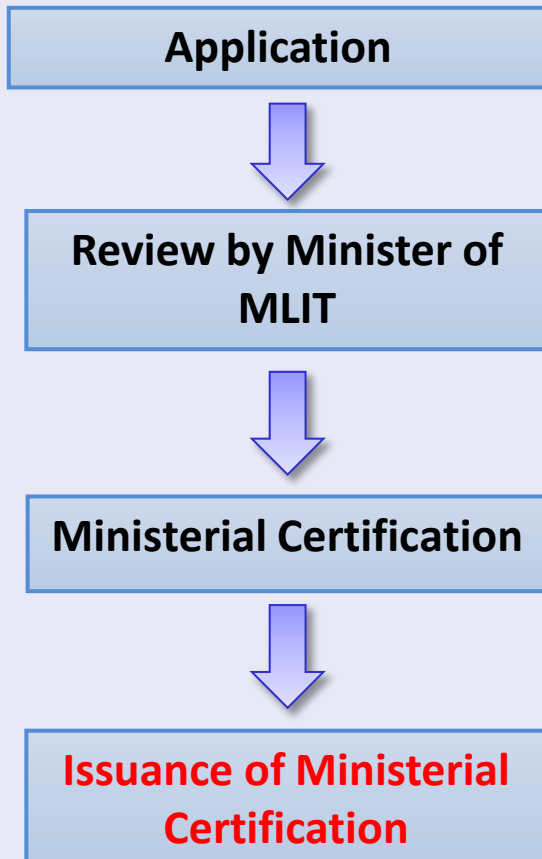 Application
Review by Minister of
MLIT
Ministerial Certification
Issuance of Ministerial
Certification